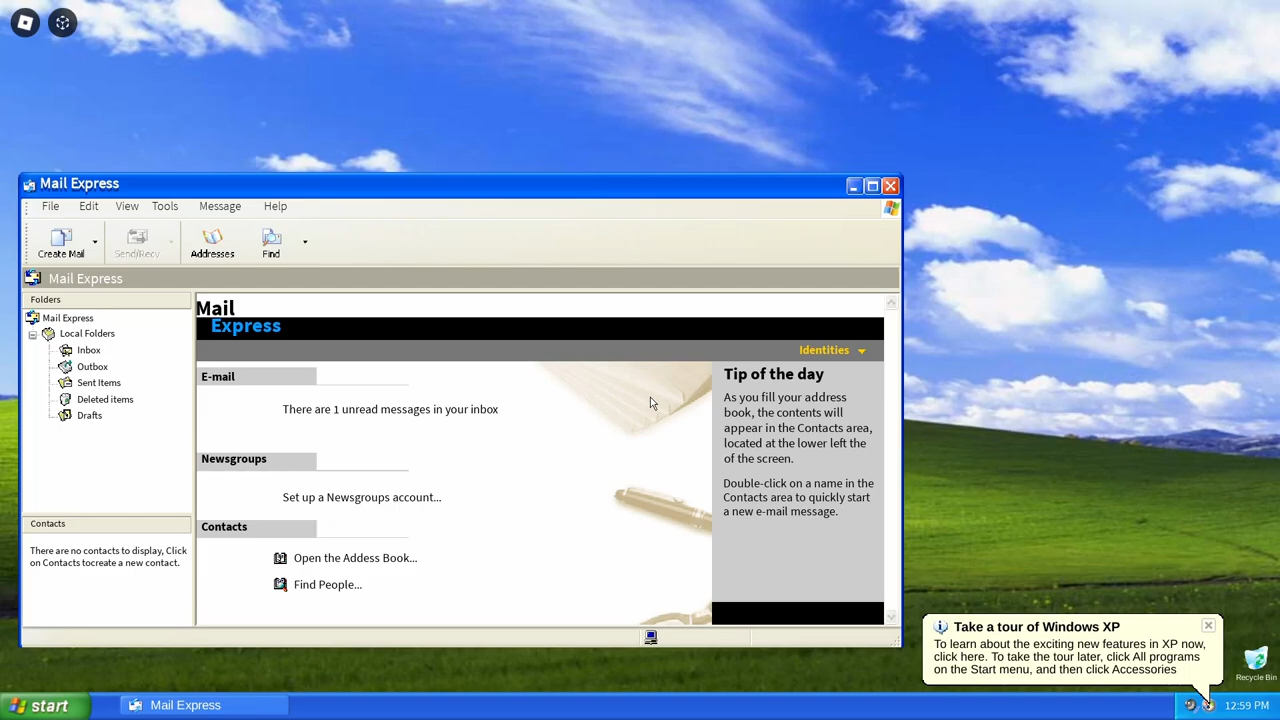 Mail Express
File Edit View Tools Message Help
Create Mail Send/Recv Addresses Find
Mail Express
Folders
Mail Express
Local Folders
Inbox
Outbox
Sent Items
Deleted items
Drafts
Contacts
There are no contacts to display, Click
on Contacts tocreate a new contact.
Mail
Express
Identities
E-mail
There are 1 unread messages in your inbox
Newsgroups
Set up a Newsgroups account...
Contacts
Open the Addess Book...
Find People...
Tip of the day
As you fill your address
book, the contents will
appear in the Contacts area,
located at the lower left the
of the screen.
Double-click on a name in the
Contacts area to quickly start
a new e-mail message.
Take a tour of Windows XP
To learn about the exciting new features in XP now,
click here. To take the tour later, click All programs
on the Start menu, and then click Accessories
Recycle Bin
start
Mail Express
12:59 PM